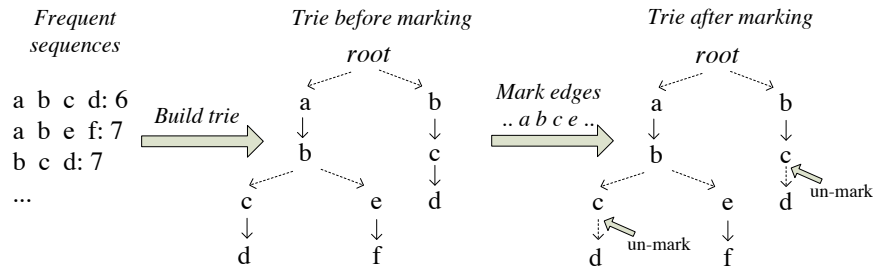 Frequent
sequences
a b c d: 6
a b e f: 7
b c d: 7
...
Build trie
Trie before marking
root
a b
b c
c e d
d f
Mark edges
.. a b c e ..
Trie after marking
root
a b
b c
un-mark
c e d
un-mark
d f